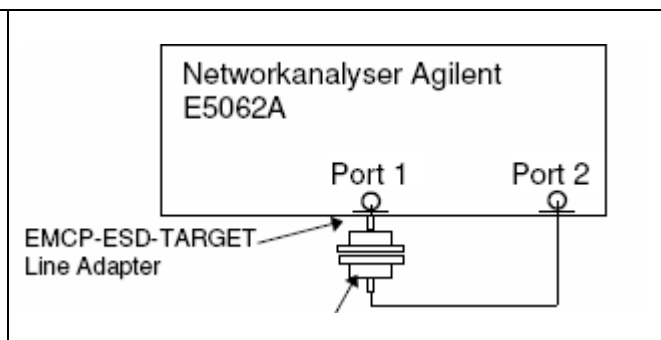 Networkanalyser Agilent
E5062A
Port 1
Port 2
EMCP-ESD-TARGET
Line Adapter